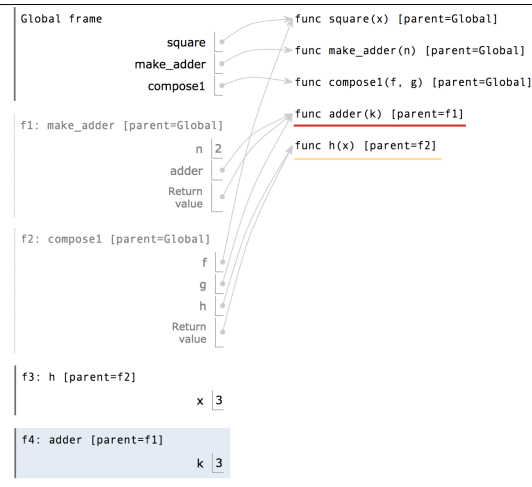 Global frame
square
make_adder
compose1
func square(x) [parent=Global]
func make_adder(n) [parent=Global]
func compose1(f, g) [parent=Global]
func adder(k) [parent=f1]
func h(x) [parent=f2]
f1: make_adder [parent=Global]
n 2
adder
Return
value
f2: compose1 [parent=Global]
f
g
h
Return
value
f3: h [parent=f2]
x 3
f4: adder [parent=f1]
k 3